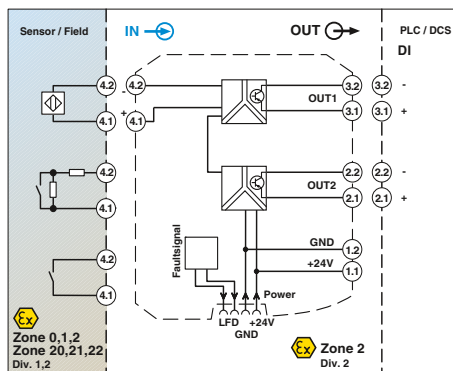 Sensor / Field
IN
OUT
PLC / DCS
DI
4.2
-
4.2
3.2
3.2
-
OUT1
4.1
+
4.1
3.1
3.1
+
4.2
2.2
2.2
-
OUT2
4.1
2.1
2.1
+
Faultsignal
GND
1.2
4.2
+24V
1.1
4.1
Power
LFD
+24V
GND
Ex
Zone 0,1,2
Zone 20,21,22
Div. 1,2
Ex
Zone 2
Div. 2